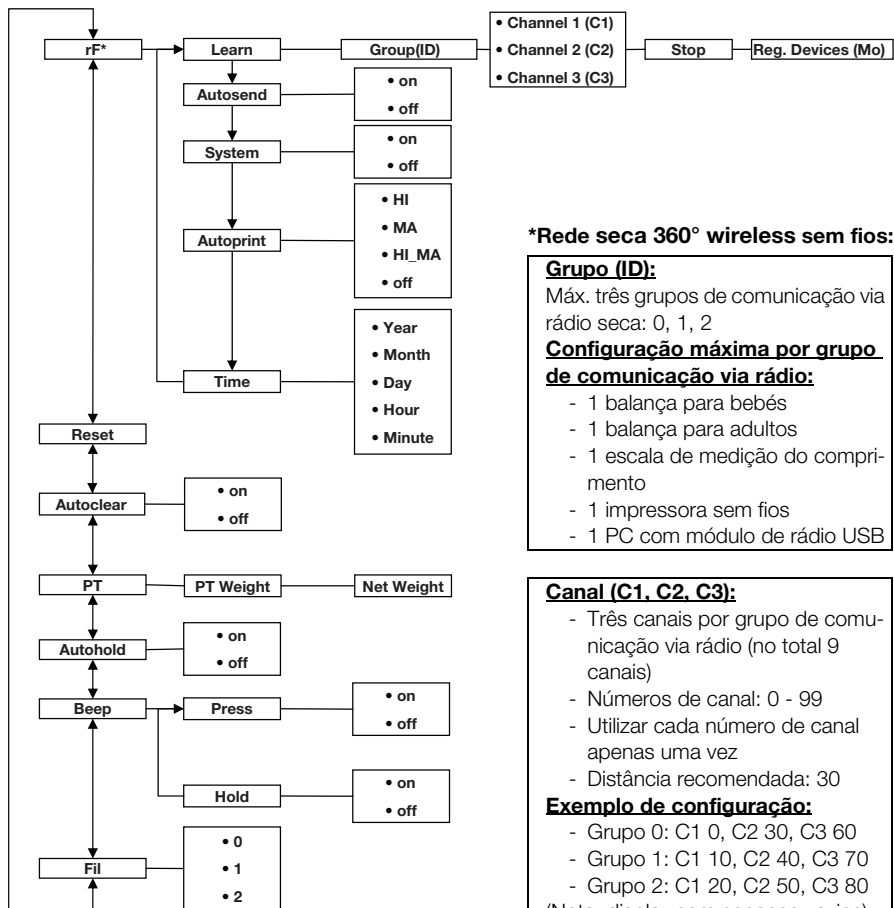 rF*
Learn
Group(ID)
• Channel 1 (C1)
• Channel 2 (C2)
• Channel 3 (C3)
Stop
Reg. Devices (Mo)
Autosend
• on
• off
System
• on
• off
Autoprint
• HI
• MA
• HI_MA
• off
Time
• Year
• Month
• Day
• Hour
• Minute
Reset
Autoclear
• on
• off
PT
PT Weight
Net Weight
Autohold
• on
• off
Beep
Press
• on
• off
Hold
• on
• off
Fil
• 0
• 1
• 2
*Rede seca 360° wireless sem fios:
Grupo (ID):
Máx. três grupos de comunicação via
rádio seca: 0, 1, 2
Configuração máxima por grupo
de comunicação via rádio:
- 1 balança para bebés
- 1 balança para adultos
- 1 escala de medição do compri-
mento
- 1 impressora sem fios
- 1 PC com módulo de rádio USB
Canal (C1, C2, C3):
- Três canais por grupo de comu-
nicação via rádio (no total 9
canais)
- Números de canal: 0 - 99
- Utilizar cada número de canal
apenas uma vez
- Distância recomendada: 30
Exemplo de configuração:
- Grupo 0: C1 0, C2 30, C3 60
- Grupo 1: C1 10, C2 40, C3 70
- Grupo 2: C1 20, C2 50, C3 80